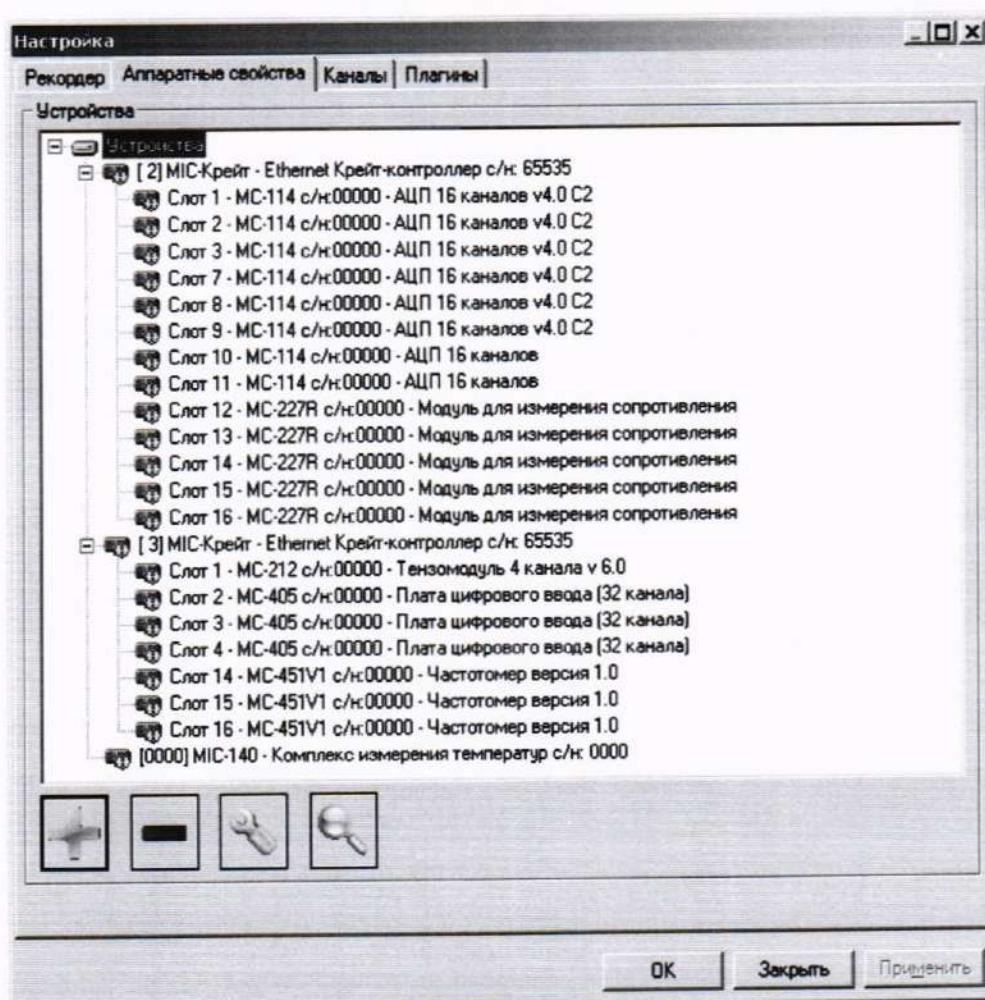 Настройка
Рекордер Аппаратные свойства Каналы Плагины
Устройства
Устройства
[ 2] MIC-Крейт - Ethernet Крейт-контроллер с/н: 65535
Слот 1 - MC-114 с/н:00000 - АЦП 16 каналов v4.0 C2
Слот 2 - MC-114 с/н:00000 - АЦП 16 каналов v4.0 C2
Слот 3 - MC-114 с/н:00000 - АЦП 16 каналов v4.0 C2
Слот 7 - MC-114 с/н:00000 - АЦП 16 каналов v4.0 C2
Слот 8 - MC-114 с/н:00000 - АЦП 16 каналов v4.0 C2
Слот 9 - MC-114 с/н:00000 - АЦП 16 каналов v4.0 C2
Слот 10 - MC-114 с/н:00000 - АЦП 16 каналов
Слот 11 - MC-114 с/н:00000 - АЦП 16 каналов
Слот 12 - MC-227R с/н:00000 - Модуль для измерения сопротивления
Слот 13 - MC-227R с/н:00000 - Модуль для измерения сопротивления
Слот 14 - MC-227R с/н:00000 - Модуль для измерения сопротивления
Слот 15 - MC-227R с/н:00000 - Модуль для измерения сопротивления
Слот 16 - MC-227R с/н:00000 - Модуль для измерения сопротивления
[ 3] MIC-Крейт - Ethernet Крейт-контроллер с/н: 65535
Слот 1 - MC-212 с/н:00000 - Тензомодуль 4 канала v 6.0
Слот 2 - MC-405 с/н:00000 - Плата цифрового ввода (32 канала)
Слот 3 - MC-405 с/н:00000 - Плата цифрового ввода (32 канала)
Слот 4 - MC-405 с/н:00000 - Плата цифрового ввода (32 канала)
Слот 14 - MC-451V1 с/н:00000 - Частотомер версия 1.0
Слот 15 - MC-451V1 с/н:00000 - Частотомер версия 1.0
Слот 16 - MC-451V1 с/н:00000 - Частотомер версия 1.0
[0000] MIC-140 - Комплекс измерения температур с/н: 0000
OK Закрыть Применить